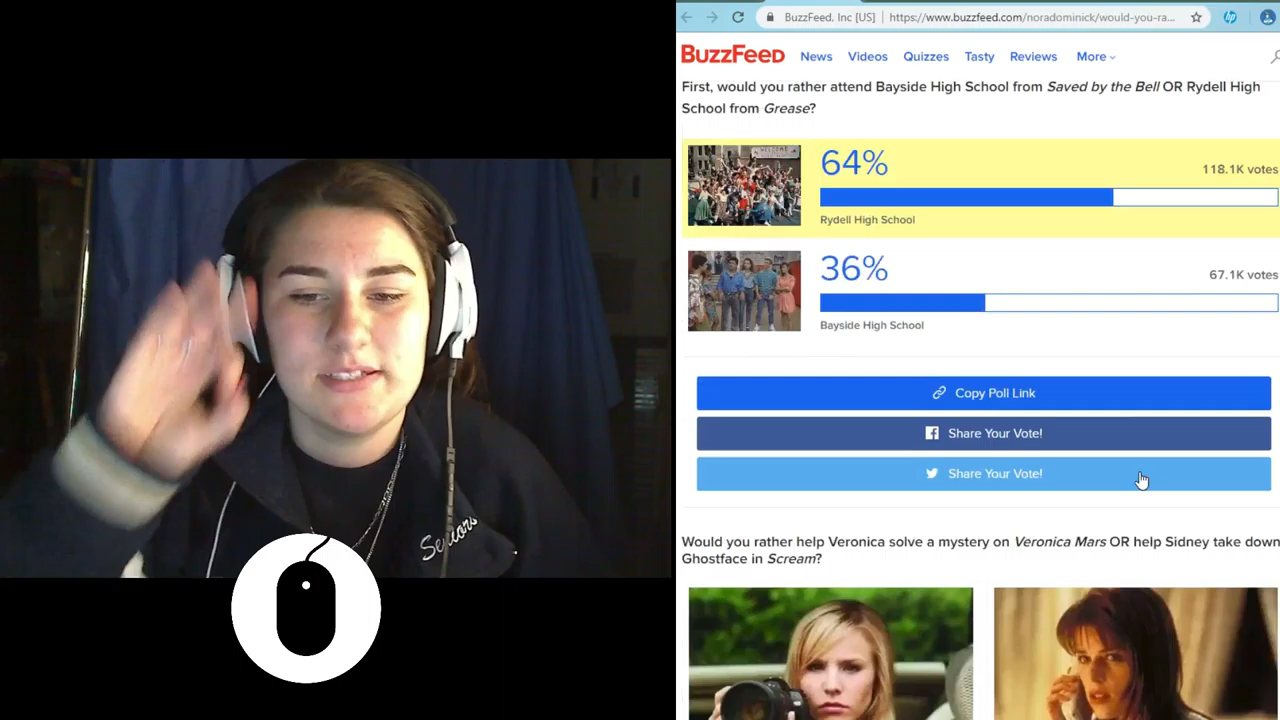 BuzzFeed, Inc [US] https://www.buzzfeed.com/noradominick/would-you-ra...
BuzzFeed News Videos Quizzes Tasty Reviews More
First, would you rather attend Bayside High School from Saved by the Bell OR Rydell High
School from Grease?
64%
118.1K votes
Rydell High School
36%
67.1K votes
Bayside High School
Copy Poll Link
Share Your Vote!
Share Your Vote!
Would you rather help Veronica solve a mystery on Veronica Mars OR help Sidney take down
Ghostface in Scream?
Seniors
hp